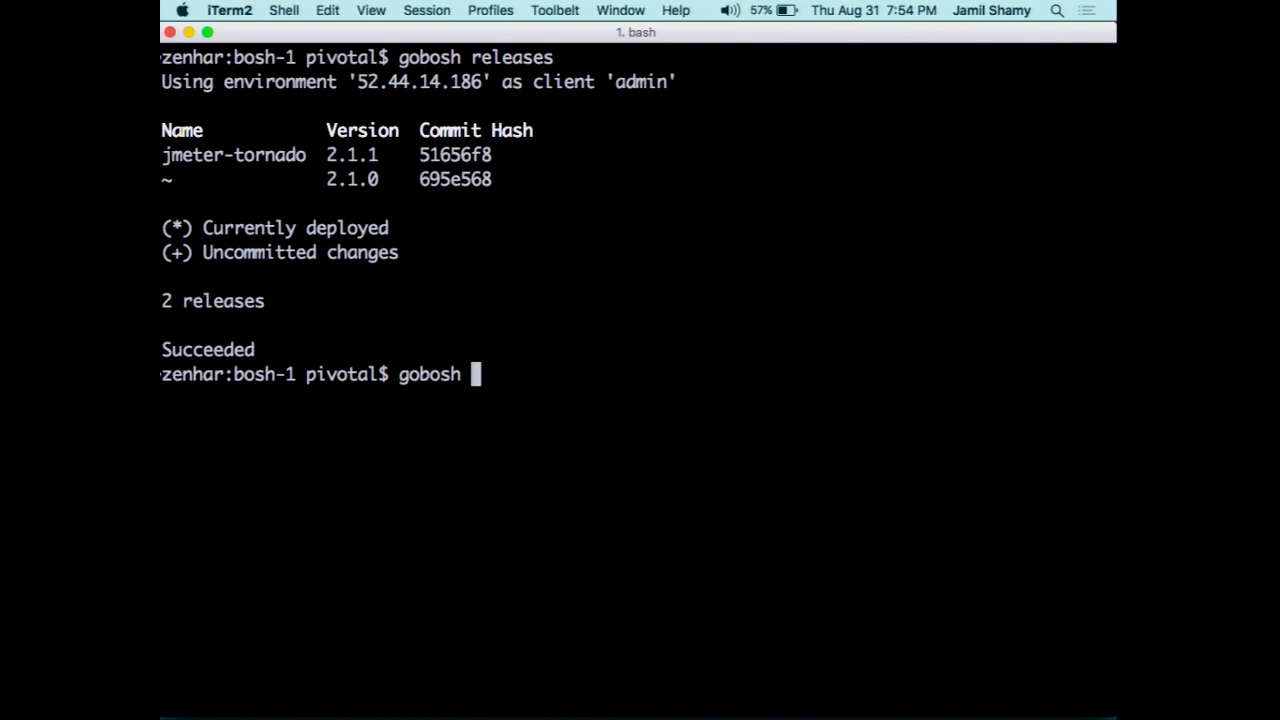 iTerm2 Shell Edit View Session Profiles Toolbelt Window Help 57% Thu Aug 31 7:54 PM Jamil Shamy
1. bash
zenhar:bosh-1 pivotal$ gobosh releases
Using environment '52.44.14.186' as client 'admin'
Name Version Commit Hash
jmeter-tornado 2.1.1 51656f8
~ 2.1.0 695e568
(*) Currently deployed
(+) Uncommitted changes
2 releases
Succeeded
zenhar:bosh-1 pivotal$ gobosh